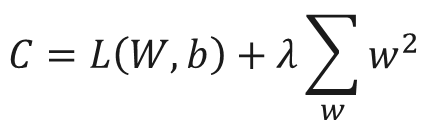 C = L(W, b) + λ ∑_w w²